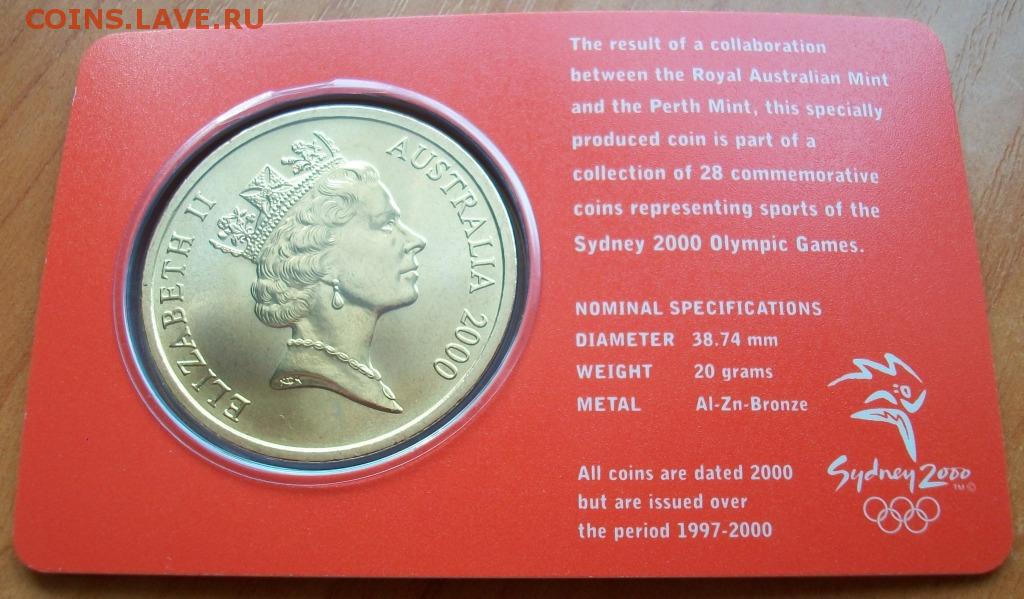 COINS.LAVE.RU
ELIZABETH II AUSTRALIA 2000
The result of a collaboration
between the Royal Australian Mint
and the Perth Mint, this specially
produced coin is part of a
collection of 28 commemorative
coins representing sports of the
Sydney 2000 Olympic Games.
NOMINAL SPECIFICATIONS
DIAMETER 38.74 mm
WEIGHT 20 grams
METAL Al-Zn-Bronze
All coins are dated 2000
but are issued over
the period 1997-2000
Sydney 2000
TM ©